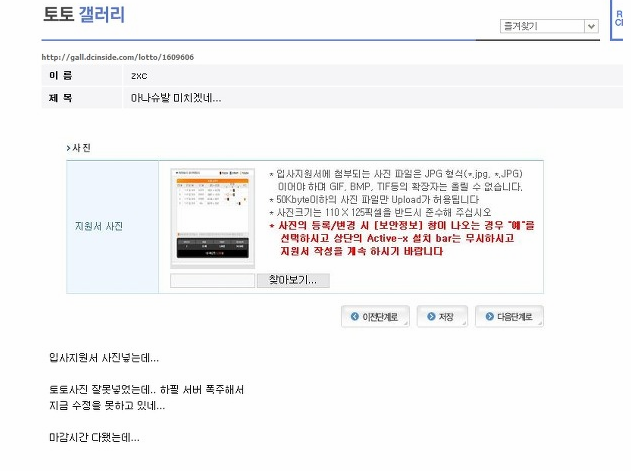 토토 갤러리
즐겨찾기
http://gall.dcinside.com/lotto/1609606
이 름 zxc
제 목 아나슈발 미치겠네...
사진
지원서 사진
* 입사지원서에 첨부되는 사진 파일은 JPG 형식(*.jpg, *.JPG)
이어야 하며 GIF, BMP, TIF등의 확장자는 올릴 수 없습니다.
* 50Kbyte이하의 사진 파일만 Upload가 허용됩니다
* 사진크기는 110 X 125픽셀을 반드시 준수해 주십시오
* 사진의 등록/변경 시 [보안정보] 창이 나오는 경우 "예"를
선택하시고 상단의 Active-x 설치 bar는 무시하시고
지원서 작성을 계속 하시기 바랍니다
찾아보기...
이전단계로
저장
다음단계로
입사지원서 사진넣는데...
토토사진 잘못넣었는데.. 하필 서버 폭주해서
지금 수정을 못하고 있네...
마감시간 다됐는데...